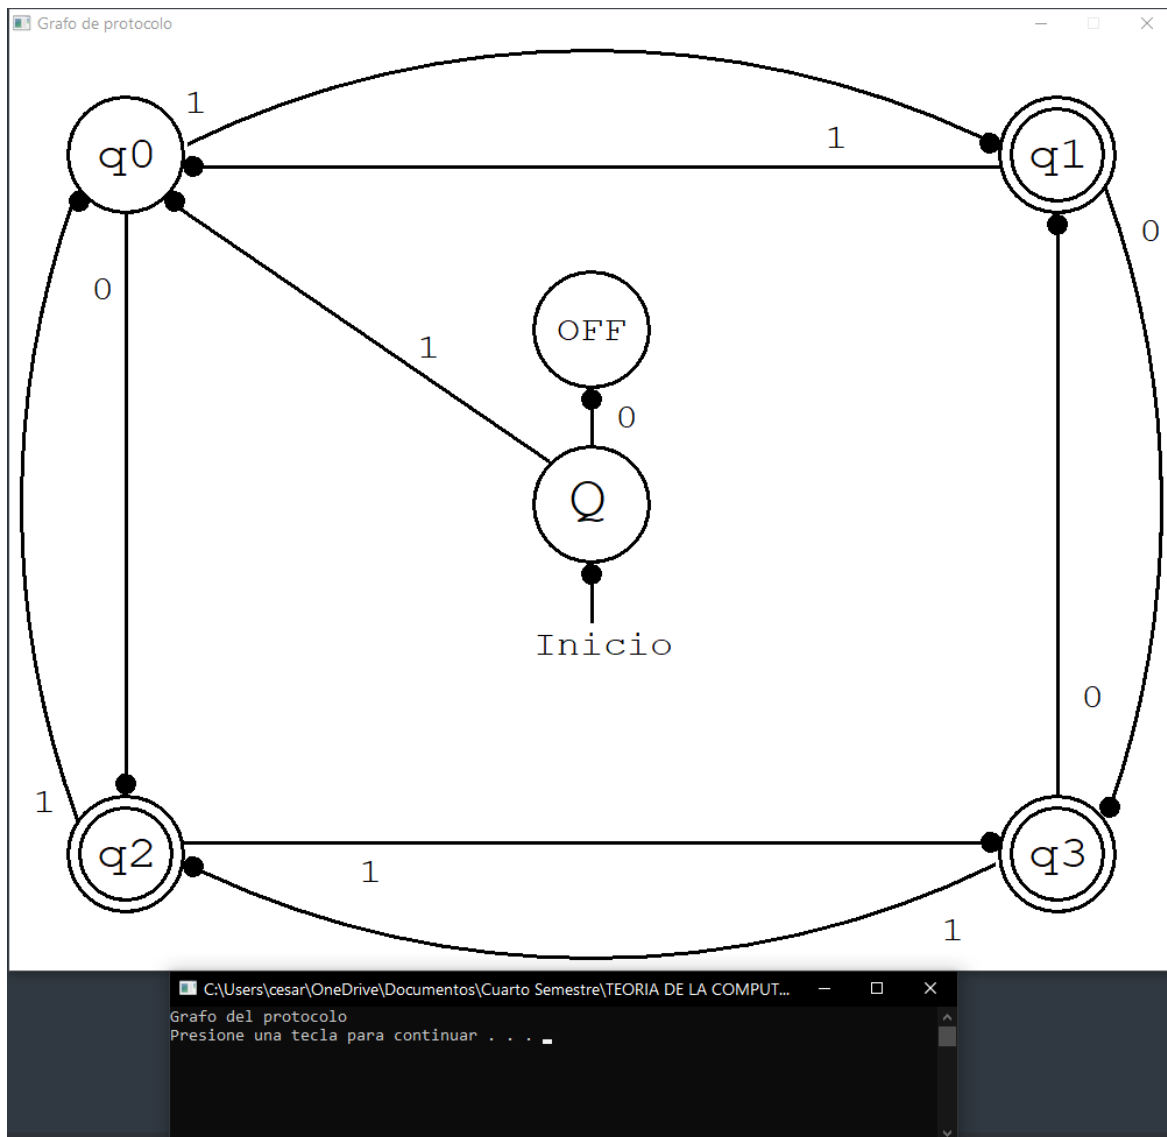 Grafo de protocolo
1
q0
1
q1
0
0
OFF
1
0
Q
Inicio
0
1
q2
q3
1
1
C:\Users\cesar\OneDrive\Documentos\Cuarto Semestre\TEORIA DE LA COMPUT...
Grafo del protocolo
Presione una tecla para continuar . . .